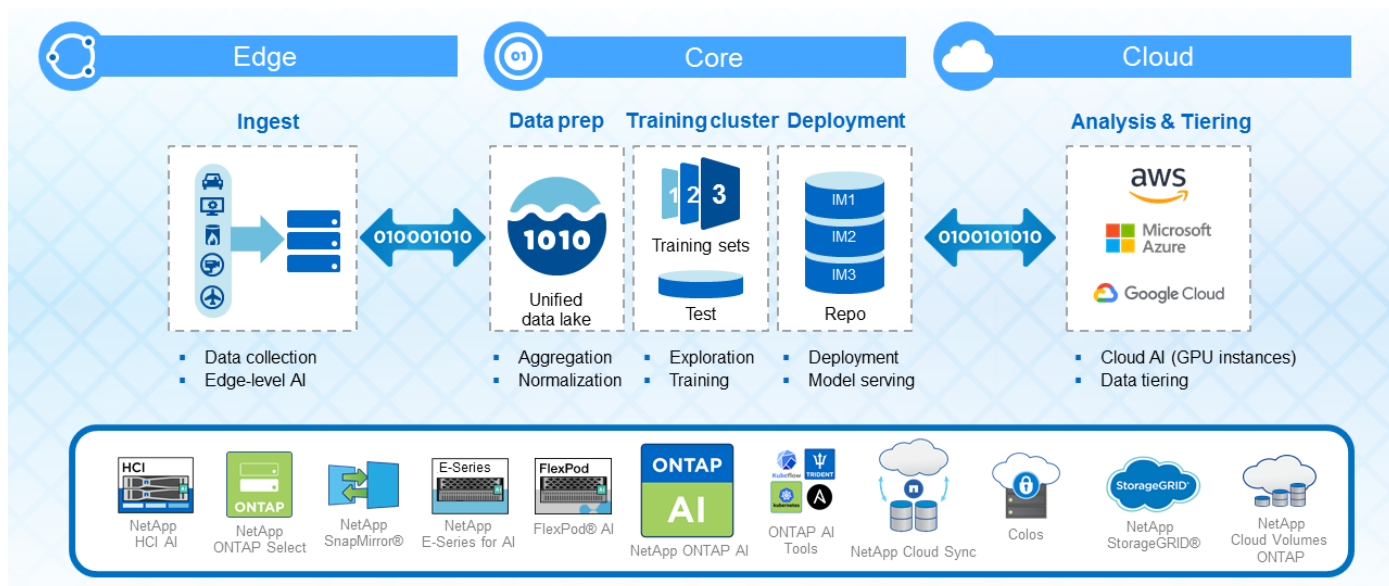 Edge
01
Core
Cloud
Ingest
Data prep
Training cluster
Deployment
Analysis & Tiering
010001010
1010
Unified
data lake
1 2 3
Training sets
Test
IM1
IM2
IM3
Repo
0100101010
aws
Microsoft
Azure
Google Cloud
▪ Data collection
▪ Edge-level AI
▪ Aggregation
▪ Normalization
▪ Exploration
▪ Training
▪ Deployment
▪ Model serving
▪ Cloud AI (GPU instances)
▪ Data tiering
HCI
NetApp
HCI AI
ONTAP
NetApp
ONTAP Select
NetApp
SnapMirror®
E-Series
NetApp
E-Series for AI
FlexPod
FlexPod® AI
ONTAP
AI
NetApp ONTAP AI
Kubeflow
TRIDENT
kubernetes
A
ONTAP AI
Tools
NetApp Cloud Sync
Colos
StorageGRID®
NetApp
StorageGRID®
NetApp
Cloud Volumes
ONTAP